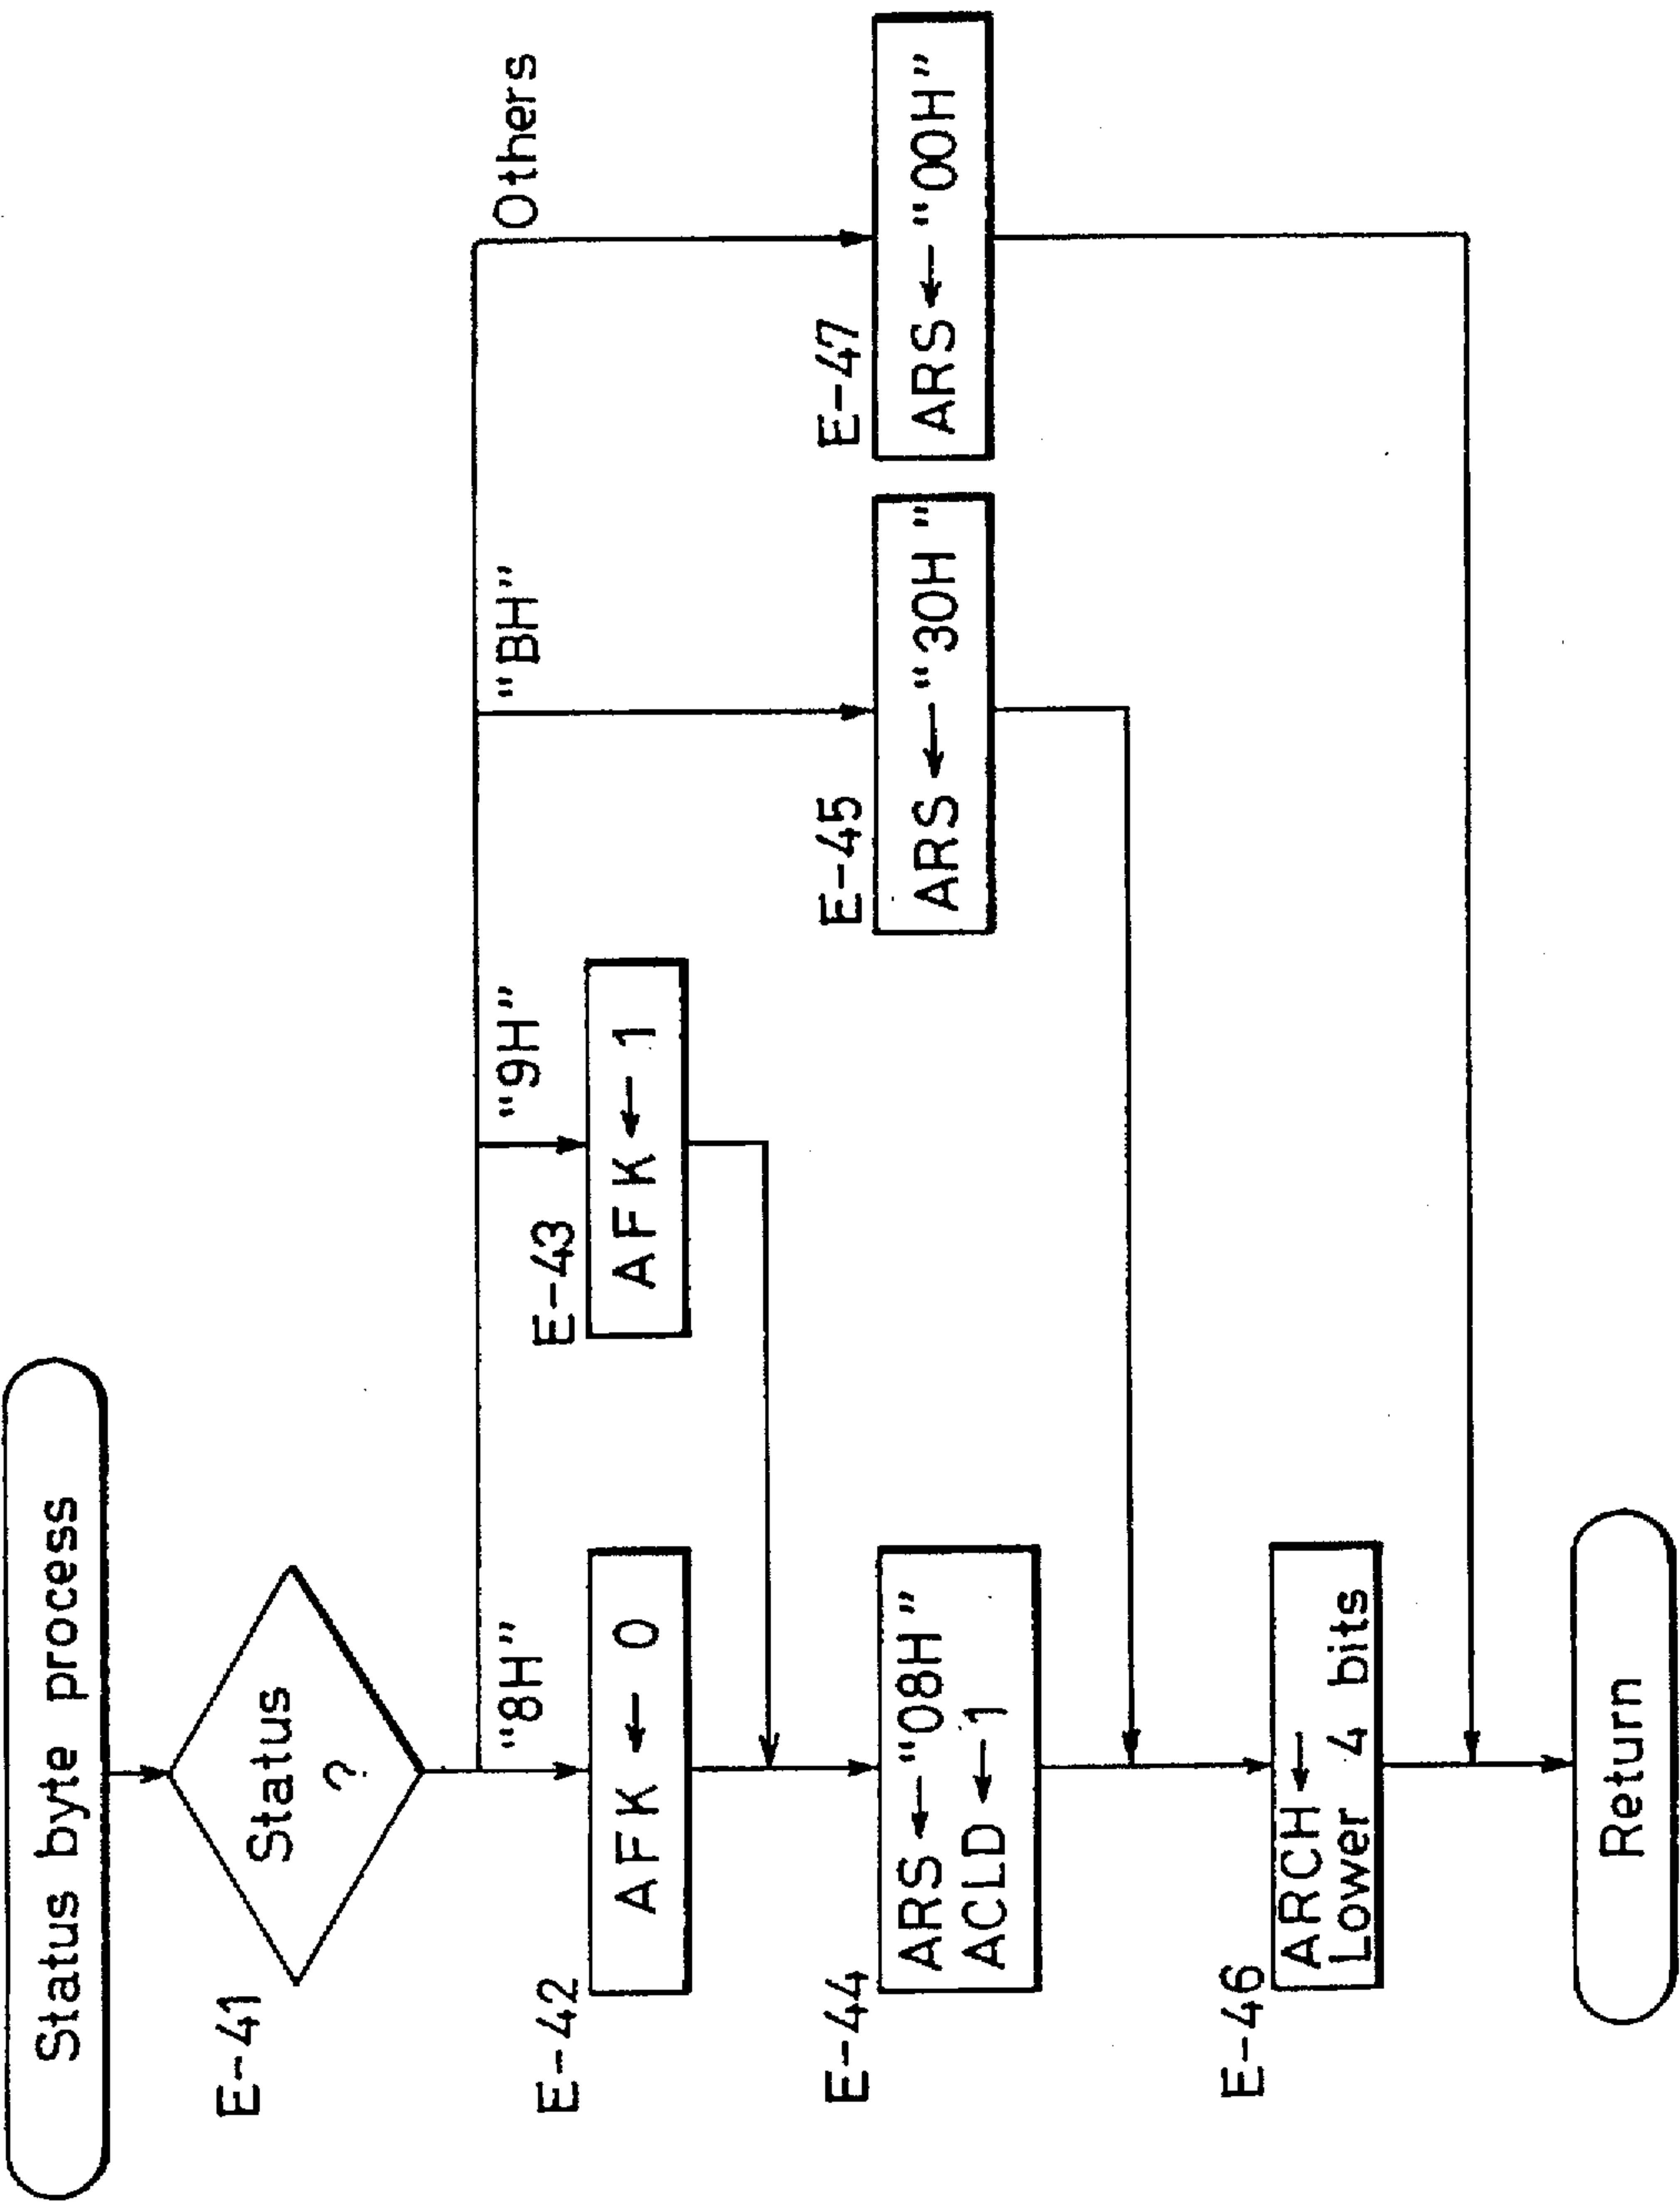 Status byte process
E-41
Status
?
"8H"
"9H"
"BH"
Others
E-42
AFK ← 0
E-43
AFK ← 1
E-44
ARS ← "08H"
ACLD ← 1
E-45
ARS ← "30H"
E-47
ARS ← "00H"
E-46
ARCH ←
Lower 4 bits
Return